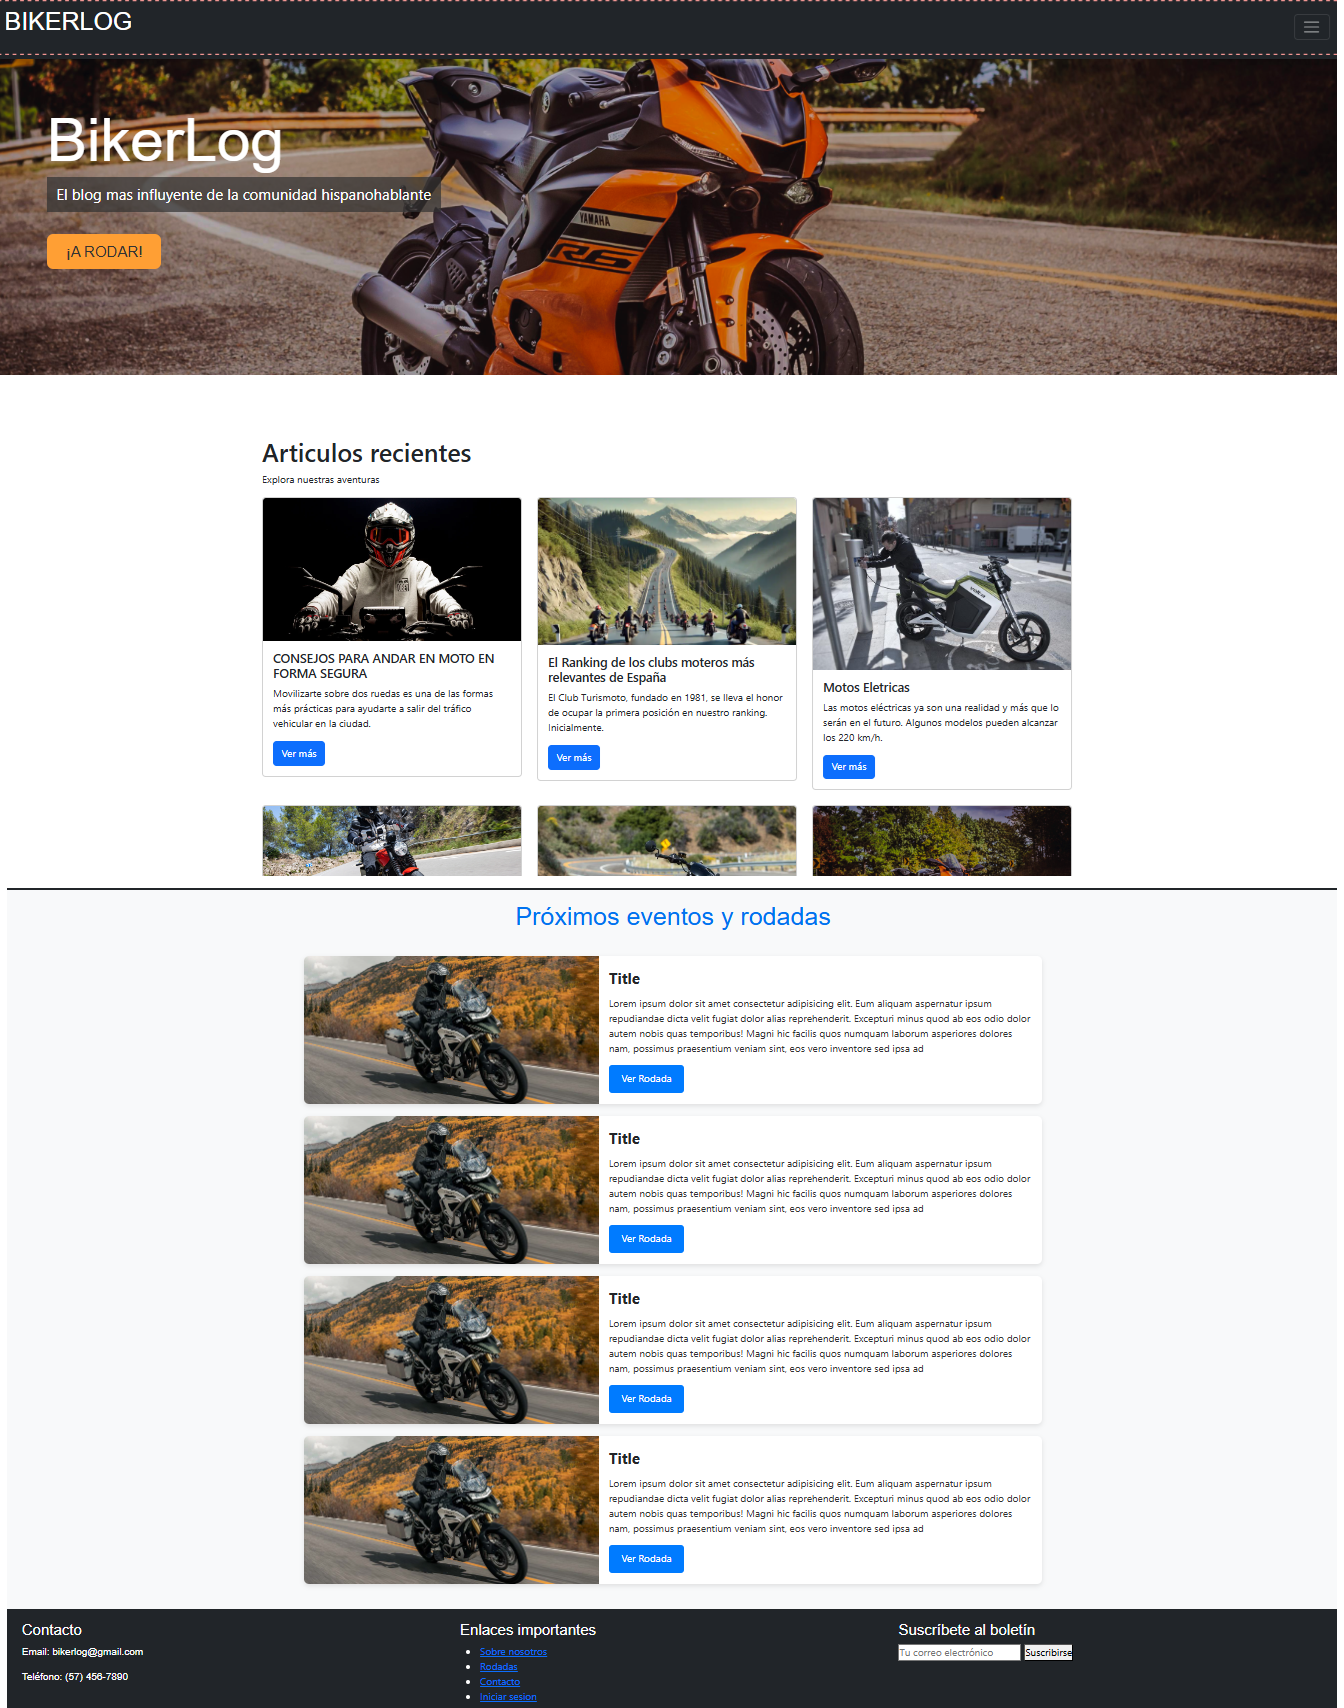 BIKERLOG
BikerLog
El blog mas influyente de la comunidad hispanohablante
¡A RODAR!
YAMAHA
R6
Articulos recientes
Explora nuestras aventuras
CONSEJOS PARA ANDAR EN MOTO EN
FORMA SEGURA
Movilizarte sobre dos ruedas es una de las formas
más prácticas para ayudarte a salir del tráfico
vehicular en la ciudad.
Ver más
El Ranking de los clubs moteros más
relevantes de España
El Club Turismoto, fundado en 1981, se lleva el honor
de ocupar la primera posición en nuestro ranking.
Inicialmente.
Ver más
Motos Eletricas
Las motos eléctricas ya son una realidad y más que lo
serán en el futuro. Algunos modelos pueden alcanzar
los 220 km/h.
Ver más
Próximos eventos y rodadas
Title
Lorem ipsum dolor sit amet consectetur adipisicing elit. Eum aliquam aspernatur ipsum
repudiandae dicta velit fugiat dolor alias reprehenderit. Excepturi minus quod ab eos odio dolor
autem nobis quas temporibus! Magni hic facilis quos numquam laborum asperiores dolores
nam, possimus praesentium veniam sint, eos vero inventore sed ipsa ad
Ver Rodada
Title
Lorem ipsum dolor sit amet consectetur adipisicing elit. Eum aliquam aspernatur ipsum
repudiandae dicta velit fugiat dolor alias reprehenderit. Excepturi minus quod ab eos odio dolor
autem nobis quas temporibus! Magni hic facilis quos numquam laborum asperiores dolores
nam, possimus praesentium veniam sint, eos vero inventore sed ipsa ad
Ver Rodada
Title
Lorem ipsum dolor sit amet consectetur adipisicing elit. Eum aliquam aspernatur ipsum
repudiandae dicta velit fugiat dolor alias reprehenderit. Excepturi minus quod ab eos odio dolor
autem nobis quas temporibus! Magni hic facilis quos numquam laborum asperiores dolores
nam, possimus praesentium veniam sint, eos vero inventore sed ipsa ad
Ver Rodada
Title
Lorem ipsum dolor sit amet consectetur adipisicing elit. Eum aliquam aspernatur ipsum
repudiandae dicta velit fugiat dolor alias reprehenderit. Excepturi minus quod ab eos odio dolor
autem nobis quas temporibus! Magni hic facilis quos numquam laborum asperiores dolores
nam, possimus praesentium veniam sint, eos vero inventore sed ipsa ad
Ver Rodada
Contacto
Email: bikerlog@gmail.com
Teléfono: (57) 456-7890
Enlaces importantes
Sobre nosotros
Rodadas
Contacto
Iniciar sesion
Suscríbete al boletín
Tu correo electrónico Suscribirse